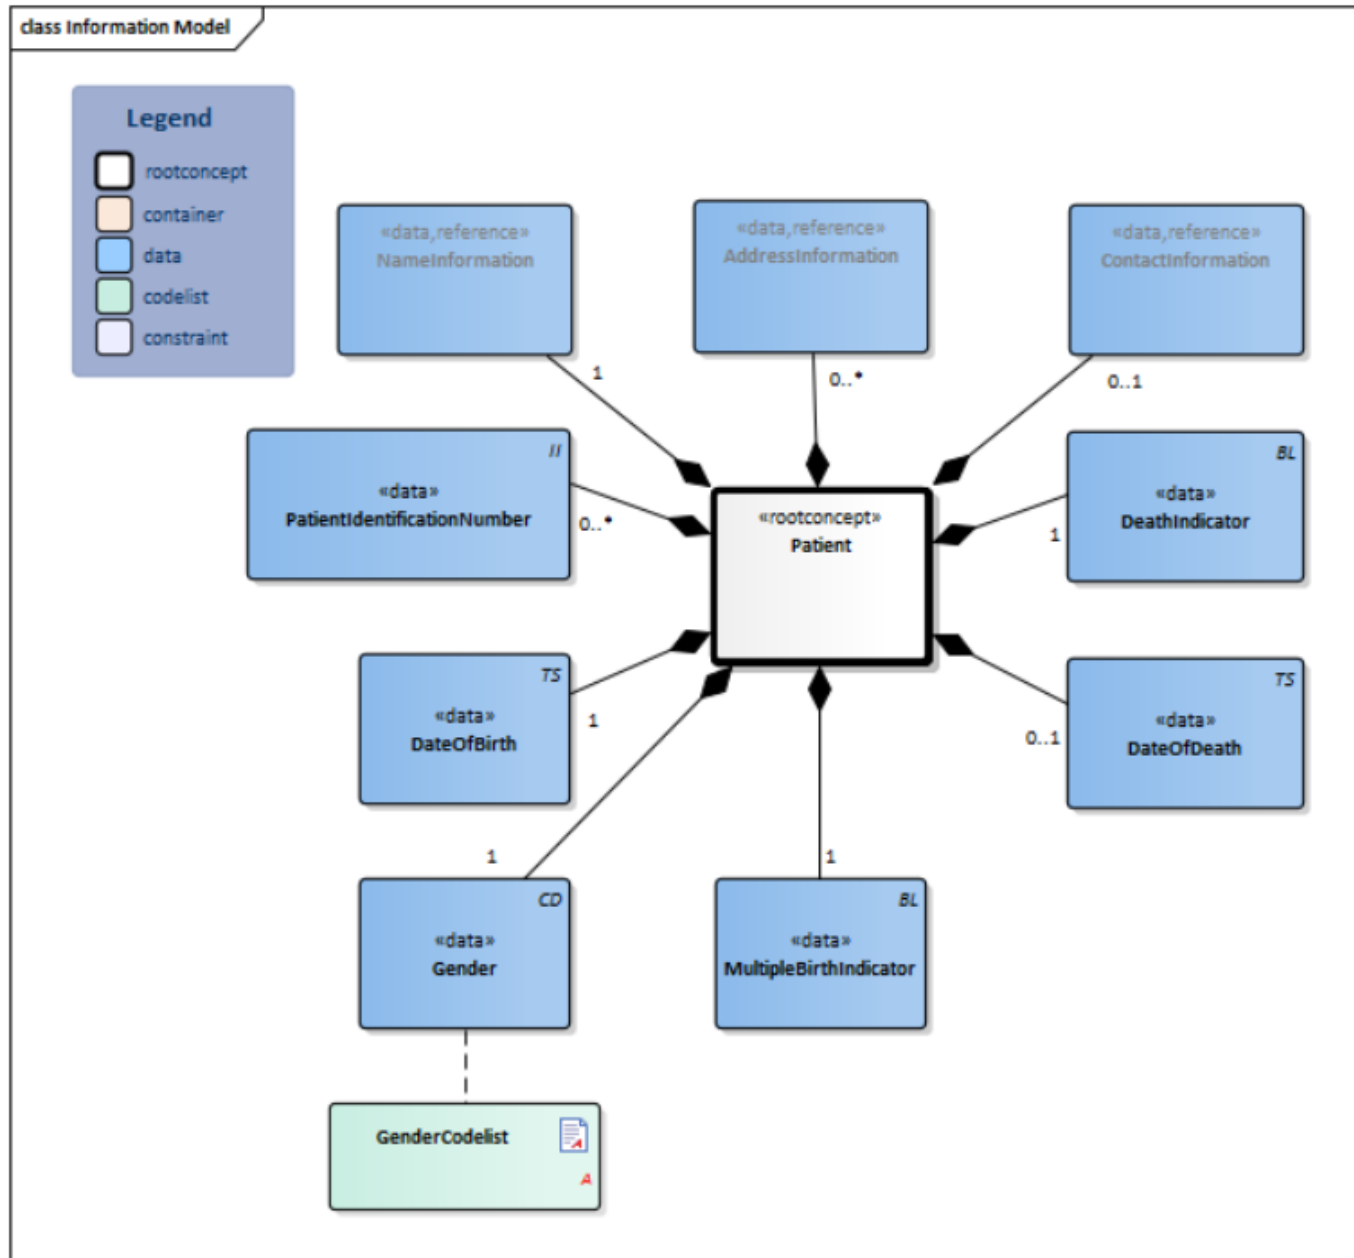 class Information Model
Legend
rootconcept
container
data
codelist
constraint
«data,reference»
NameInformation
«data,reference»
AddressInformation
«data,reference»
ContactInformation
1
0..*
0..1
II
«data»
PatientIdentificationNumber
0..*
«rootconcept»
Patient
BL
«data»
DeathIndicator
1
TS
«data»
DateOfBirth
1
TS
«data»
DateOfDeath
0..1
1
CD
«data»
Gender
1
BL
«data»
MultipleBirthIndicator
GenderCodelist
A
A